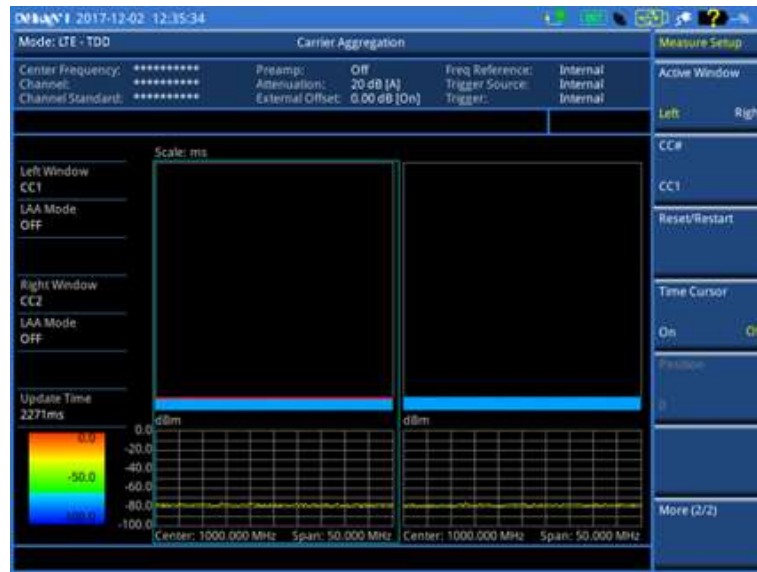 2017-12-02 12:35:34
Mode: LTE - TDD
Carrier Aggregation
Measure Setup
Center Frequency: **********
Channel: **********
Channel Standard: **********
Preamp: Off
Attenuation: 20 dB [A]
External Offset: 0.00 dB [On]
Freq Reference: Internal
Trigger Source: Internal
Trigger: Internal
Active Window
Left Righ
Scale: ms
CC#
CC1
Left Window
CC1
LAA Mode
OFF
Reset/Restart
Right Window
CC2
LAA Mode
OFF
Time Cursor
On O
Position
0
Update Time
2271ms
dBm
dBm
0.0
-20.0
-40.0
-60.0
-80.0
-100.0
0.0
-50.0
-100.0
Center: 1000.000 MHz Span: 50.000 MHz
Center: 1000.000 MHz Span: 50.000 MHz
More (2/2)